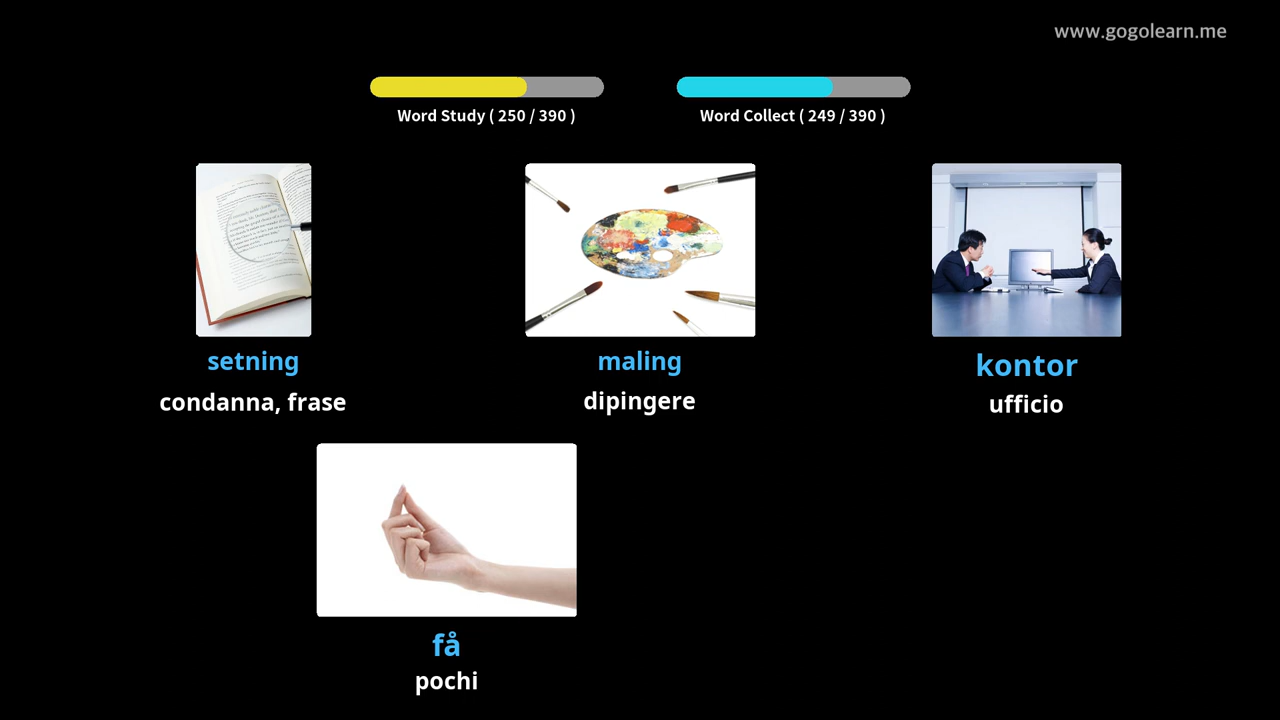 www.gogolearn.me
Word Study ( 250 / 390 )
Word Collect ( 249 / 390 )
setning
condanna, frase
maling
dipingere
kontor
ufficio
få
pochi